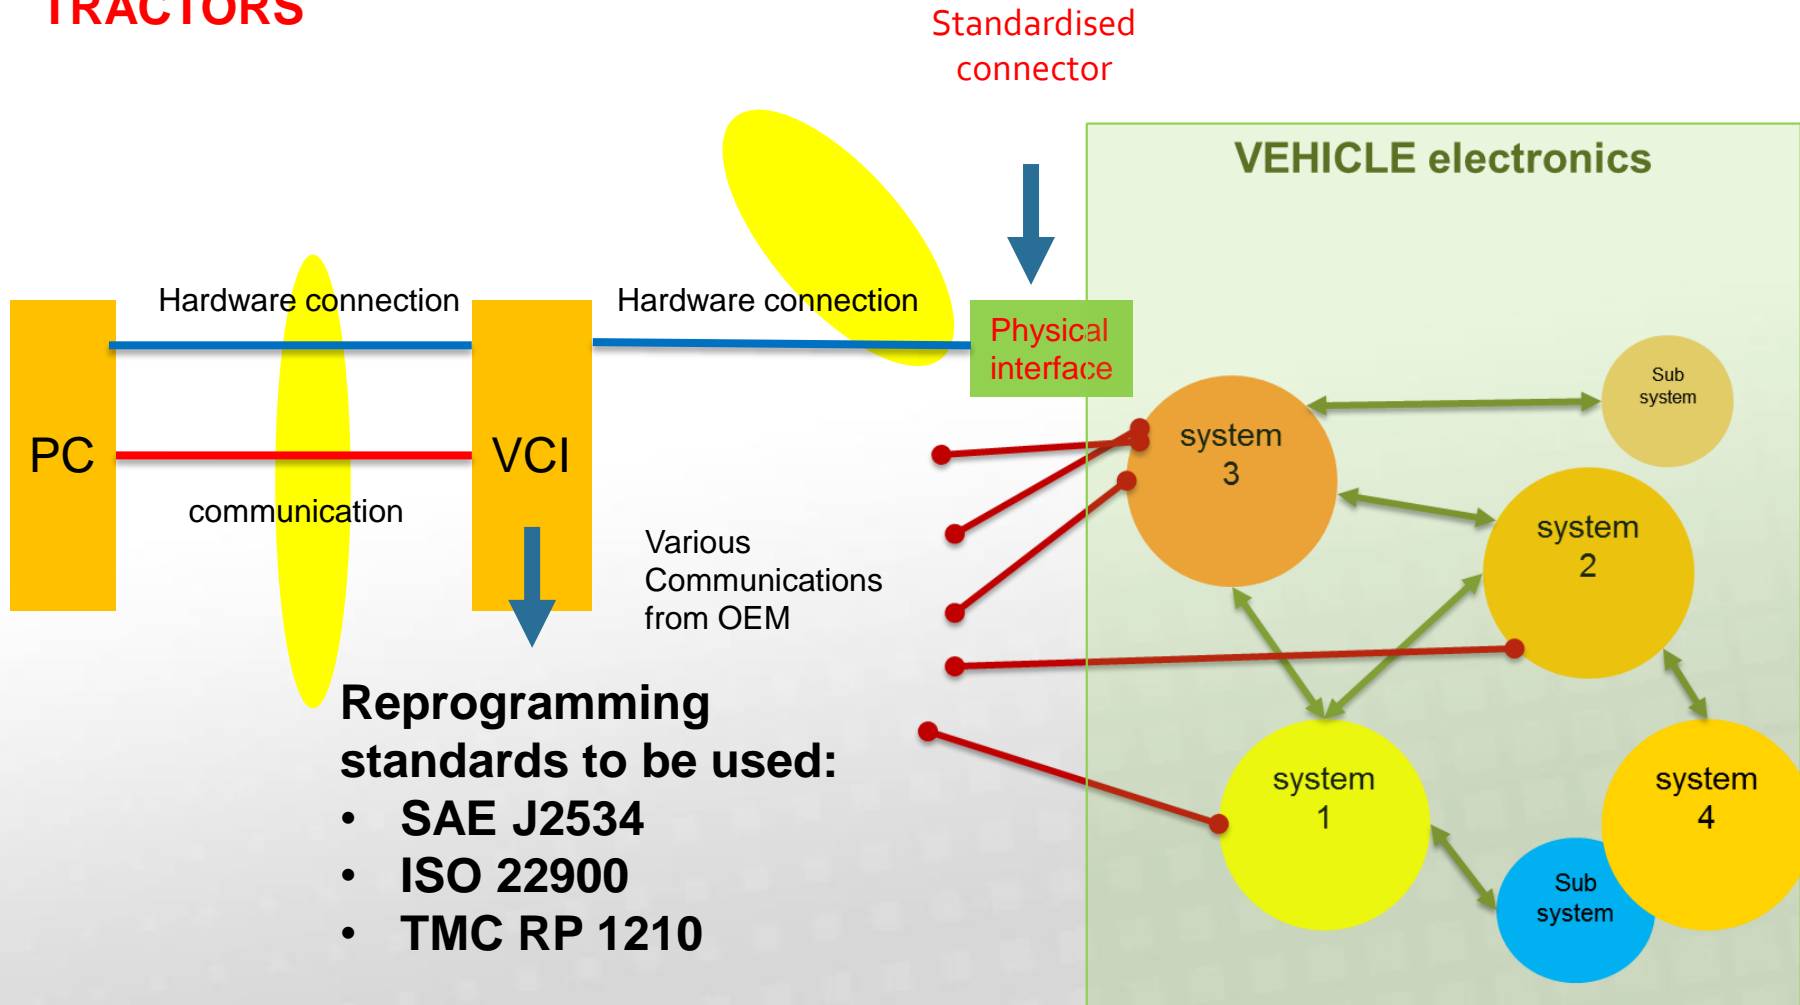 TRACTORS
Standardised
connector
VEHICLE electronics
Hardware connection
Hardware connection
Physical
interface
PC
VCI
communication
Various
Communications
from OEM
Sub
system
system
3
system
2
system
1
system
4
Sub
system
Reprogramming
standards to be used:
• SAE J2534
• ISO 22900
• TMC RP 1210